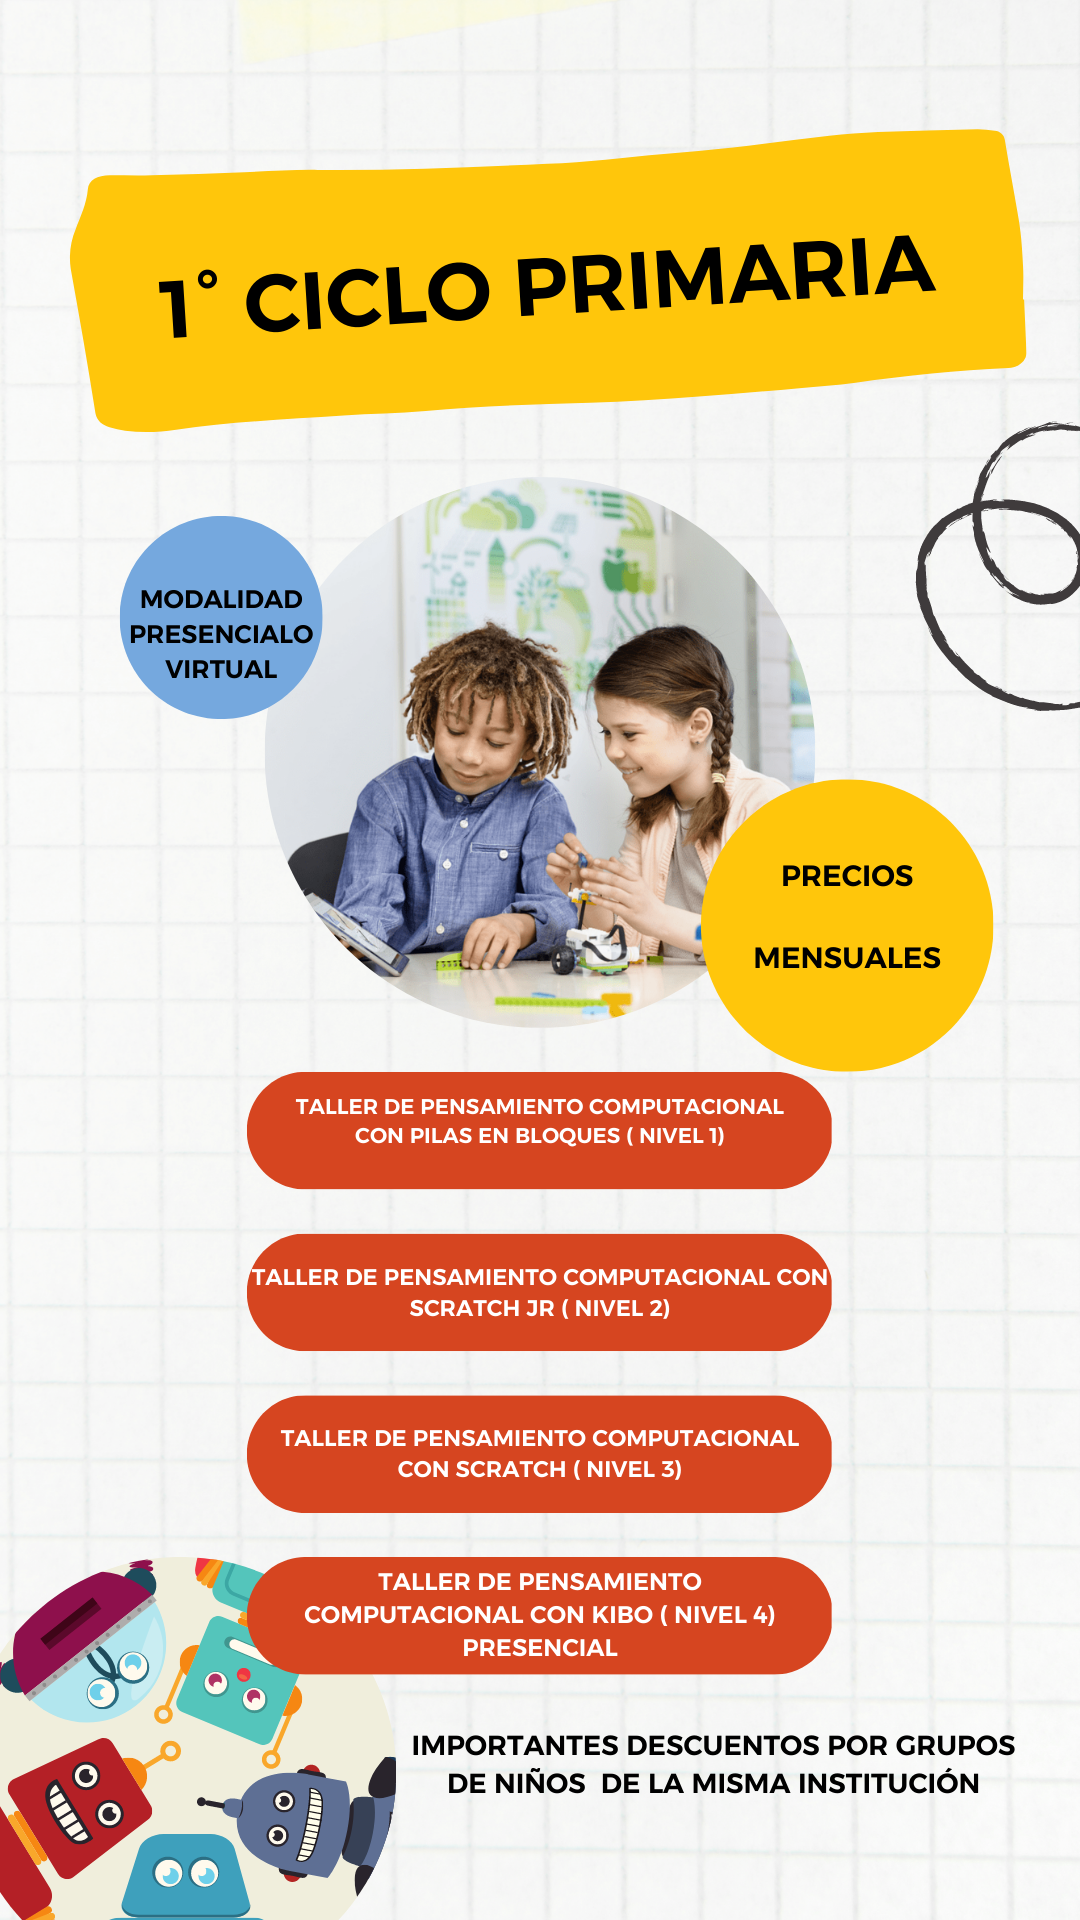 1° CICLO PRIMARIA
MODALIDAD
PRESENCIALO
VIRTUAL
PRECIOS
MENSUALES
TALLER DE PENSAMIENTO COMPUTACIONAL
CON PILAS EN BLOQUES ( NIVEL 1)
TALLER DE PENSAMIENTO COMPUTACIONAL CON
SCRATCH JR ( NIVEL 2)
TALLER DE PENSAMIENTO COMPUTACIONAL
CON SCRATCH ( NIVEL 3)
TALLER DE PENSAMIENTO
COMPUTACIONAL CON KIBO ( NIVEL 4)
PRESENCIAL
IMPORTANTES DESCUENTOS POR GRUPOS
DE NIÑOS  DE LA MISMA INSTITUCIÓN